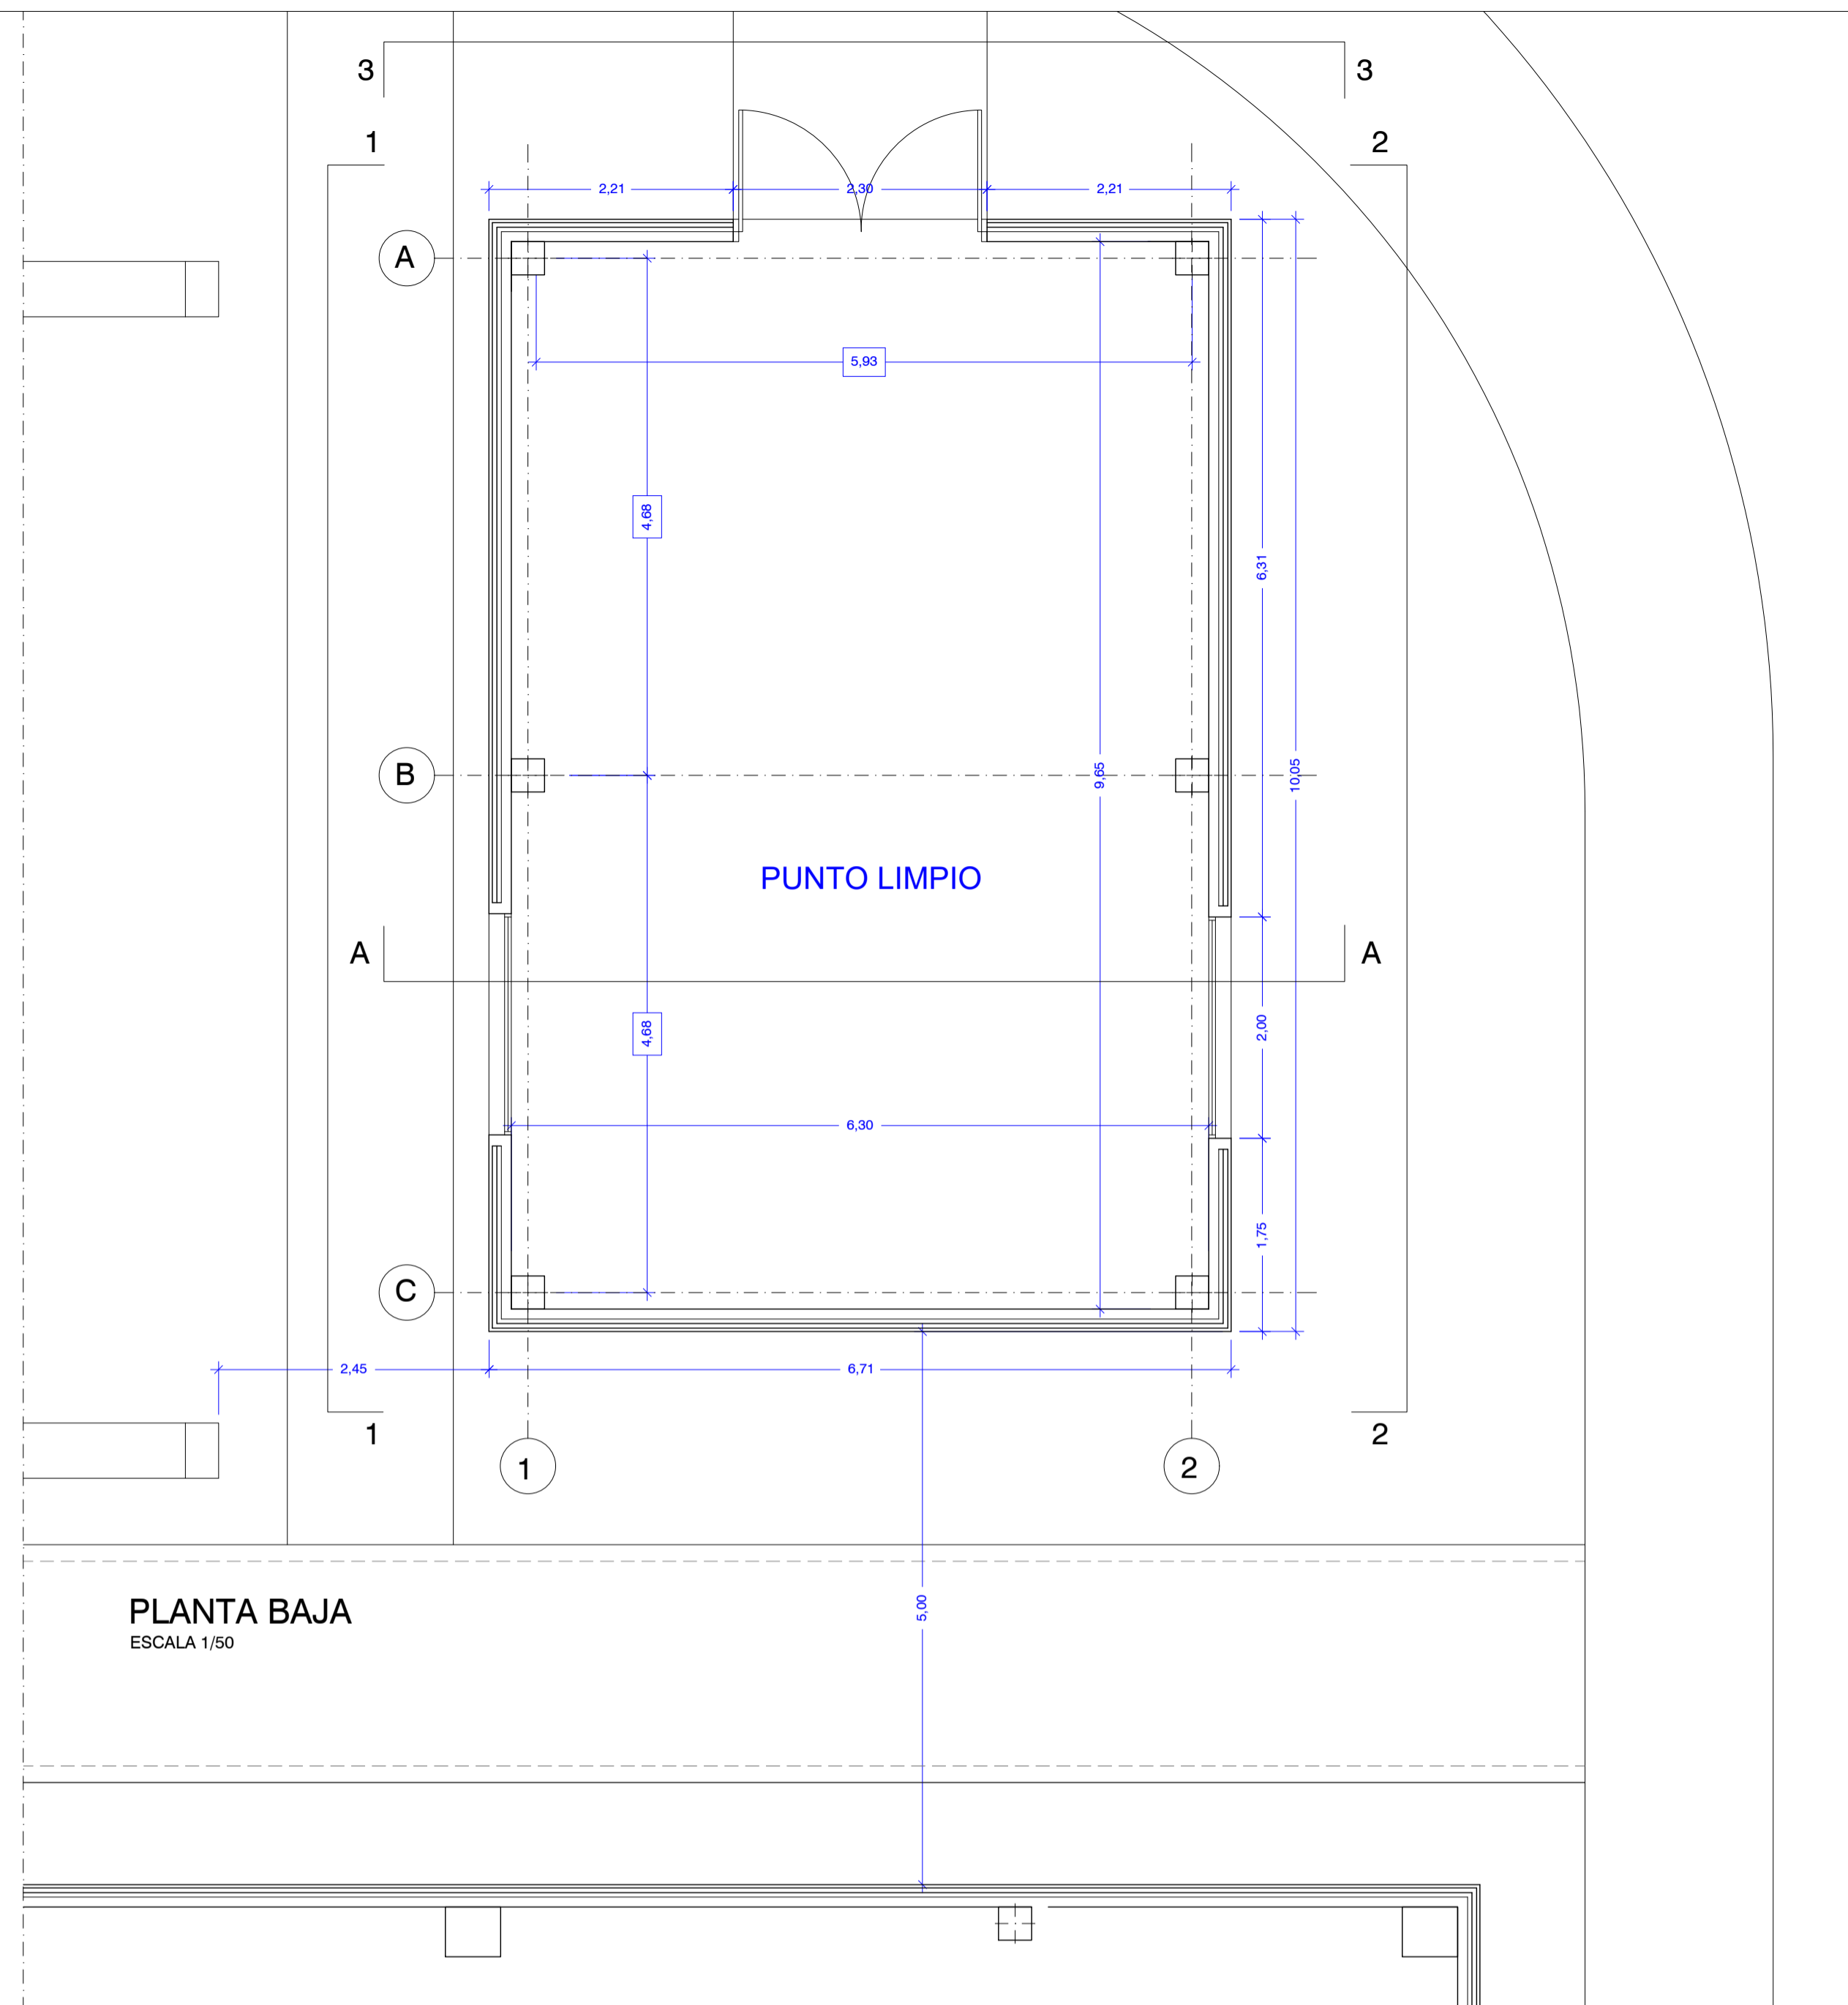 3 3
1 2
2,21 2,30 2,21
A
5,93
4,68
6,31
B
9,65
10,05
PUNTO LIMPIO
A A
4,68
2,00
6,30
1,75
C
2,45 6,71
1 2
1 2
PLANTA BAJA
ESCALA 1/50
5,00